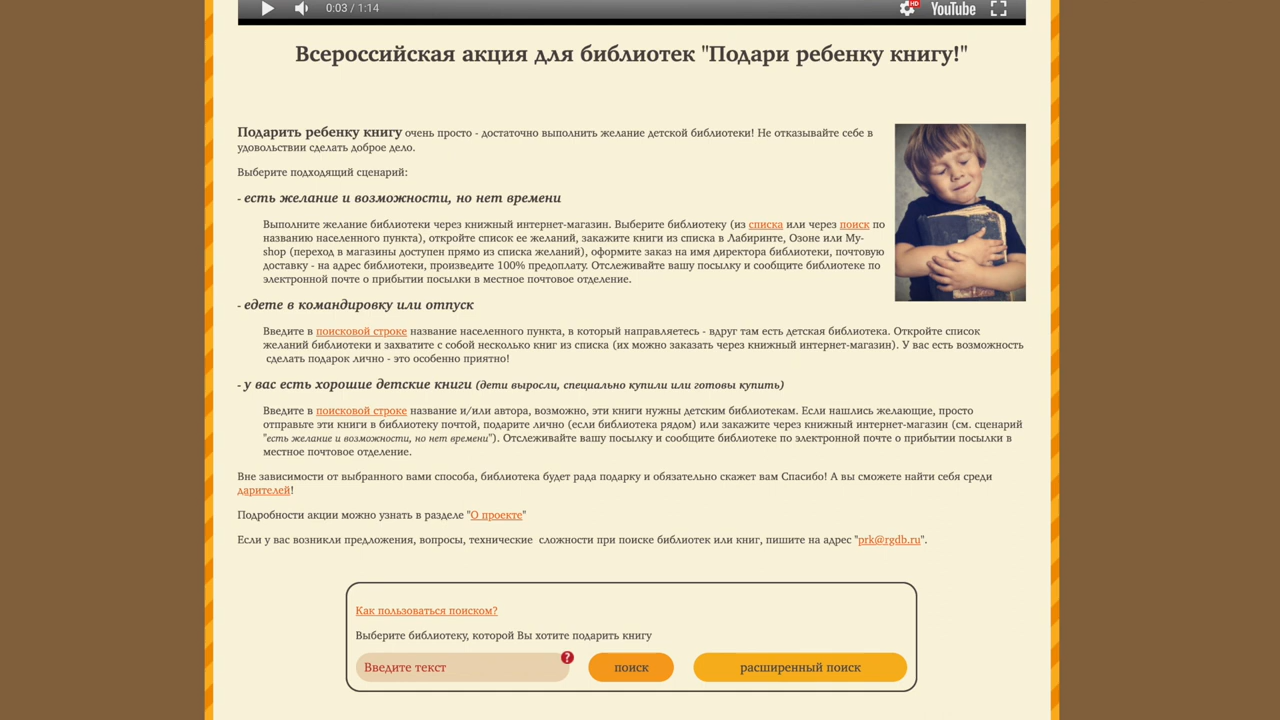 0:03 / 1:14
HD
YouTube
Всероссийская акция для библиотек "Подари ребенку книгу!"
Подарить ребенку книгу очень просто - достаточно выполнить желание детской библиотеки! Не отказывайте себе в
удовольствии сделать доброе дело.
Выберите подходящий сценарий:
- есть желание и возможности, но нет времени
Выполните желание библиотеки через книжный интернет-магазин. Выберите библиотеку (из списка или через поиск по
названию населенного пункта), откройте список ее желаний, закажите книги из списка в Лабиринте, Озоне или My-
shop (переход в магазины доступен прямо из списка желаний), оформите заказ на имя директора библиотеки, почтовую
доставку - на адрес библиотеки, произведите 100% предоплату. Отслеживайте вашу посылку и сообщите библиотеке по
электронной почте о прибытии посылки в местное почтовое отделение.
- едете в командировку или отпуск
Введите в поисковой строке название населенного пункта, в который направляетесь - вдруг там есть детская библиотека. Откройте список
желаний библиотеки и захватите с собой несколько книг из списка (их можно заказать через книжный интернет-магазин). У вас есть возможность
сделать подарок лично - это особенно приятно!
- у вас есть хорошие детские книги (дети выросли, специально купили или готовы купить)
Введите в поисковой строке название и/или автора, возможно, эти книги нужны детским библиотекам. Если нашлись желающие, просто
отправьте эти книги в библиотеку почтой, подарите лично (если библиотека рядом) или закажите через книжный интернет-магазин (см. сценарий
"есть желание и возможности, но нет времени"). Отслеживайте вашу посылку и сообщите библиотеке по электронной почте о прибытии посылки в
местное почтовое отделение.
Вне зависимости от выбранного вами способа, библиотека будет рада подарку и обязательно скажет вам Спасибо! А вы сможете найти себя среди
дарителей!
Подробности акции можно узнать в разделе "О проекте"
Если у вас возникли предложения, вопросы, технические  сложности при поиске библиотек или книг, пишите на адрес "prk@rgdb.ru".
Как пользоваться поиском?
Выберите библиотеку, которой Вы хотите подарить книгу
Введите текст
?
поиск
расширенный поиск